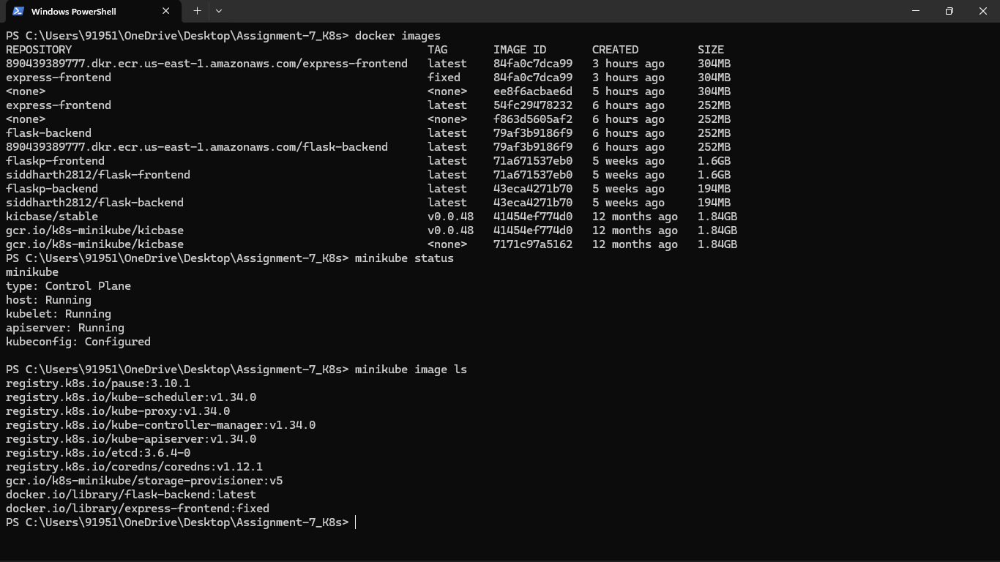 Windows PowerShell
PS C:\Users\91951\OneDrive\Desktop\Assignment-7_K8s> docker images
REPOSITORY TAG IMAGE ID CREATED SIZE
890439389777.dkr.ecr.us-east-1.amazonaws.com/express-frontend latest 84fa0c7dca99 3 hours ago 304MB
express-frontend fixed 84fa0c7dca99 3 hours ago 304MB
<none> <none> ee8f6acbae6d 5 hours ago 304MB
express-frontend latest 54fc29478232 6 hours ago 252MB
<none> <none> f863d5605af2 6 hours ago 252MB
flask-backend latest 79af3b9186f9 6 hours ago 252MB
890439389777.dkr.ecr.us-east-1.amazonaws.com/flask-backend latest 79af3b9186f9 6 hours ago 252MB
flaskp-frontend latest 71a671537eb0 5 weeks ago 1.6GB
siddharth2812/flask-frontend latest 71a671537eb0 5 weeks ago 1.6GB
flaskp-backend latest 43eca4271b70 5 weeks ago 194MB
siddharth2812/flask-backend latest 43eca4271b70 5 weeks ago 194MB
kicbase/stable v0.0.48 41454ef774d0 12 months ago 1.84GB
gcr.io/k8s-minikube/kicbase v0.0.48 41454ef774d0 12 months ago 1.84GB
gcr.io/k8s-minikube/kicbase <none> 7171c97a5162 12 months ago 1.84GB
PS C:\Users\91951\OneDrive\Desktop\Assignment-7_K8s> minikube status
minikube
type: Control Plane
host: Running
kubelet: Running
apiserver: Running
kubeconfig: Configured
PS C:\Users\91951\OneDrive\Desktop\Assignment-7_K8s> minikube image ls
registry.k8s.io/pause:3.10.1
registry.k8s.io/kube-scheduler:v1.34.0
registry.k8s.io/kube-proxy:v1.34.0
registry.k8s.io/kube-controller-manager:v1.34.0
registry.k8s.io/kube-apiserver:v1.34.0
registry.k8s.io/etcd:3.6.4-0
registry.k8s.io/coredns/coredns:v1.12.1
gcr.io/k8s-minikube/storage-provisioner:v5
docker.io/library/flask-backend:latest
docker.io/library/express-frontend:fixed
PS C:\Users\91951\OneDrive\Desktop\Assignment-7_K8s>